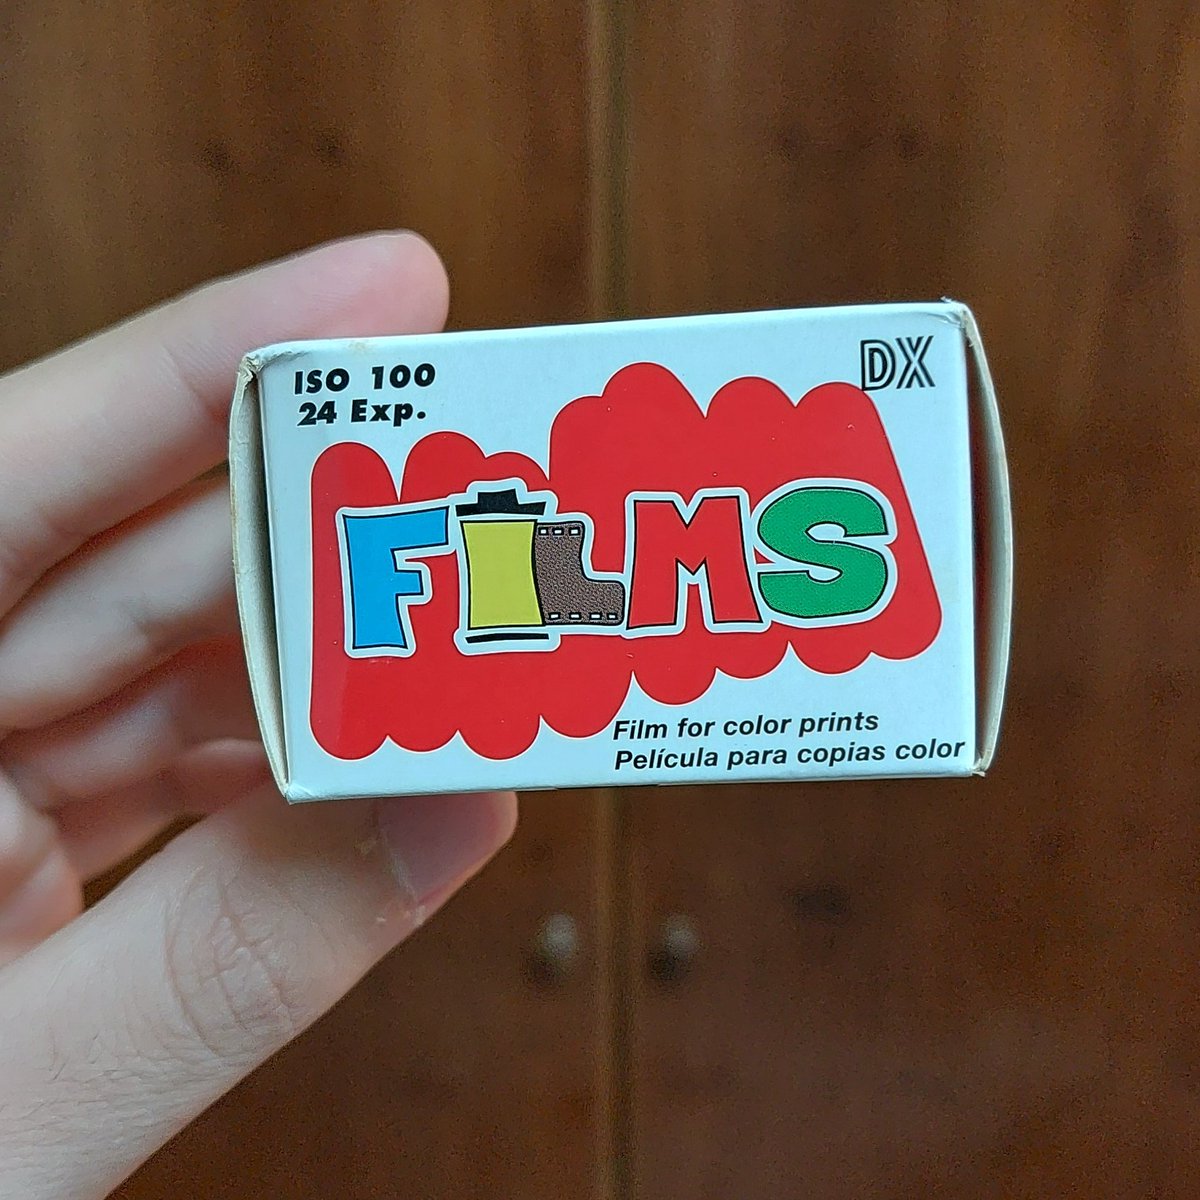 ISO 100
24 Exp.
DX
FILMS
Film for color prints
Película para copias color